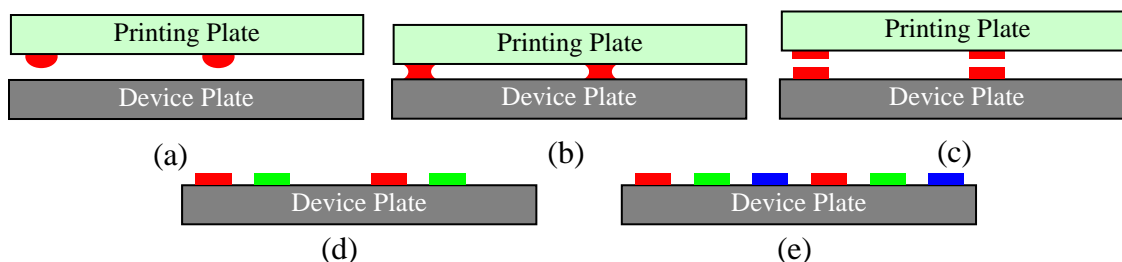 Printing Plate
Device Plate
(a)
Printing Plate
Device Plate
(b)
Printing Plate
Device Plate
(c)
Device Plate
(d)
Device Plate
(e)